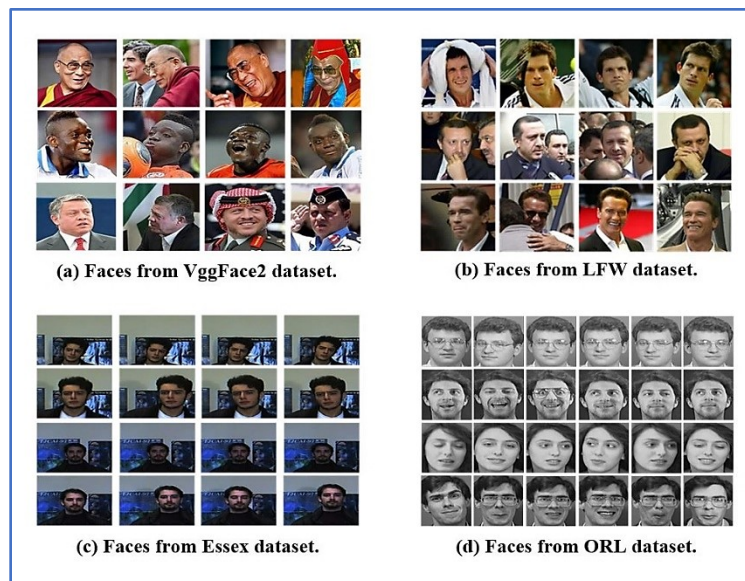 (a) Faces from VggFace2 dataset.
(b) Faces from LFW dataset.
(c) Faces from Essex dataset.
(d) Faces from ORL dataset.